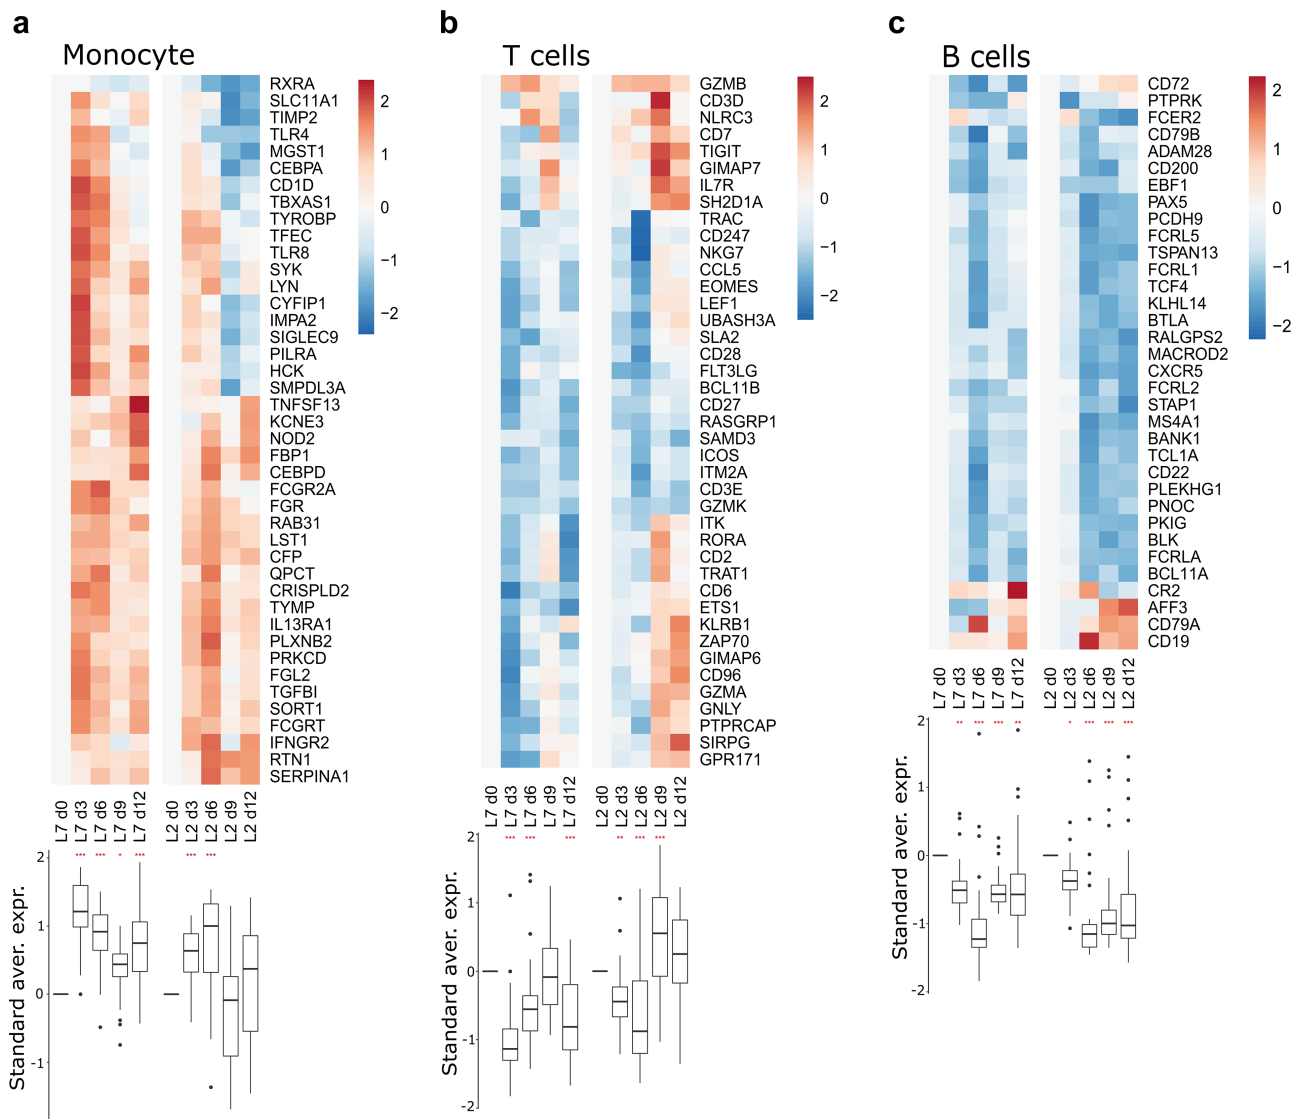 a
Monocyte
RXRA
SLC11A1
TIMP2
TLR4
MGST1
CEBPA
CD1D
TBXAS1
TYROBP
TFEC
TLR8
SYK
LYN
CYFIP1
IMPA2
SIGLEC9
PILRA
HCK
SMPDL3A
TNFSF13
KCNE3
NOD2
FBP1
CEBPD
FCGR2A
FGR
RAB31
LST1
CFP
QPCT
CRISPLD2
TYMP
IL13RA1
PLXNB2
PRKCD
FGL2
TGFBI
SORT1
FCGRT
IFNGR2
RTN1
SERPINA1
2
1
0
−1
−2
L7 d0
L7 d3
L7 d6
L7 d9
L7 d12
L2 d0
L2 d3
L2 d6
L2 d9
L2 d12
*** *** * *** *** ***
Standard aver. expr.
2
1
0
-1
b
T cells
GZMB
CD3D
NLRC3
CD7
TIGIT
GIMAP7
IL7R
SH2D1A
TRAC
CD247
NKG7
CCL5
EOMES
LEF1
UBASH3A
SLA2
CD28
FLT3LG
BCL11B
CD27
RASGRP1
SAMD3
ICOS
ITM2A
CD3E
GZMK
ITK
RORA
CD2
TRAT1
CD6
ETS1
KLRB1
ZAP70
GIMAP6
CD96
GZMA
GNLY
PTPRCAP
SIRPG
GPR171
2
1
0
−1
−2
L7 d0
L7 d3
L7 d6
L7 d9
L7 d12
L2 d0
L2 d3
L2 d6
L2 d9
L2 d12
*** *** *** ** *** ***
Standard aver. expr.
2
1
0
-1
-2
c
B cells
CD72
PTPRK
FCER2
CD79B
ADAM28
CD200
EBF1
PAX5
PCDH9
FCRL5
TSPAN13
FCRL1
TCF4
KLHL14
BTLA
RALGPS2
MACROD2
CXCR5
FCRL2
STAP1
MS4A1
BANK1
TCL1A
CD22
PLEKHG1
PNOC
PKIG
BLK
FCRLA
BCL11A
CR2
AFF3
CD79A
CD19
2
1
0
−1
−2
L7 d0
L7 d3
L7 d6
L7 d9
L7 d12
L2 d0
L2 d3
L2 d6
L2 d9
L2 d12
** *** *** ** * *** *** ***
Standard aver. expr.
2
1
0
-1
-2